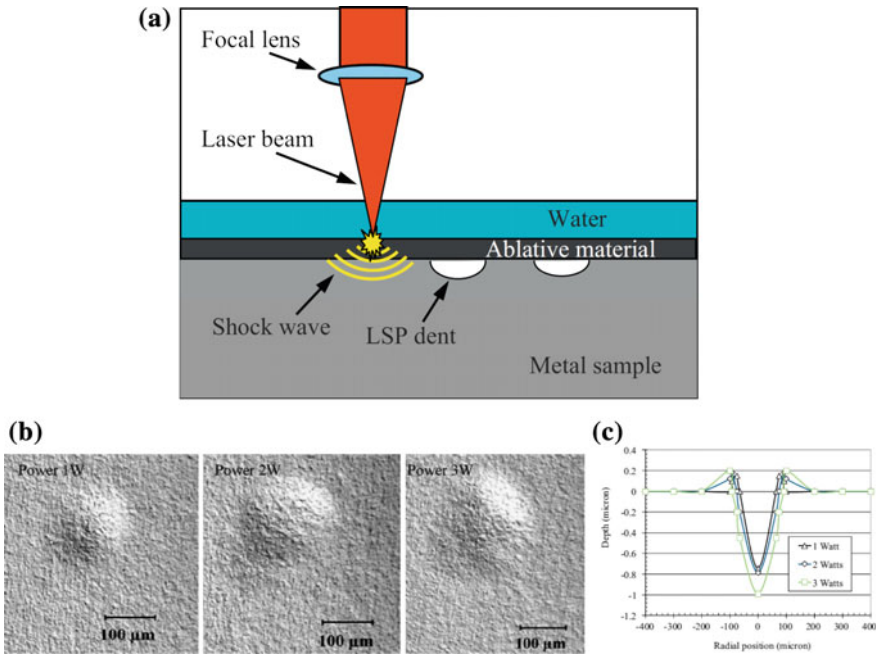 (a)
Focal lens
Laser beam
Water
Ablative material
Shock wave
LSP dent
Metal sample
(b)
Power 1W
100 µm
Power 2W
100 µm
Power 3W
100 µm
(c)
Depth (micron)
0.4
0.2
0
-0.2
-0.4
-0.6
-0.8
-1
-1.2
1 Watt
2 Watts
3 Watts
-400 -300 -200 -100 0 100 200 300 400
Radial position (micron)